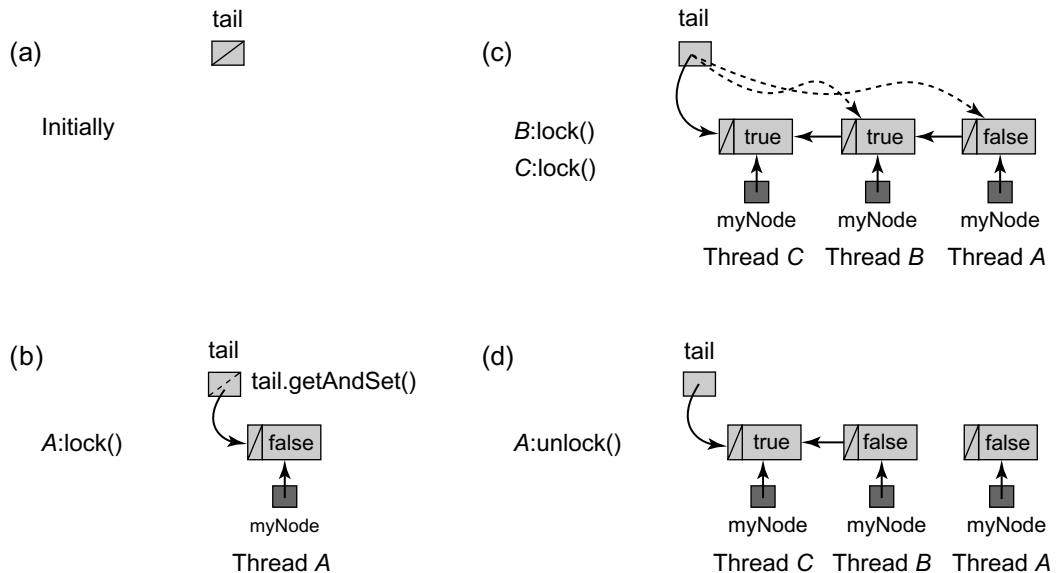 (a)
tail
Initially
(b)
tail
tail.getAndSet()
A:lock()
false
myNode
Thread A
(c)
tail
B:lock()
C:lock()
true
true
false
myNode
myNode
myNode
Thread C
Thread B
Thread A
(d)
tail
A:unlock()
true
false
false
myNode
myNode
myNode
Thread C
Thread B
Thread A